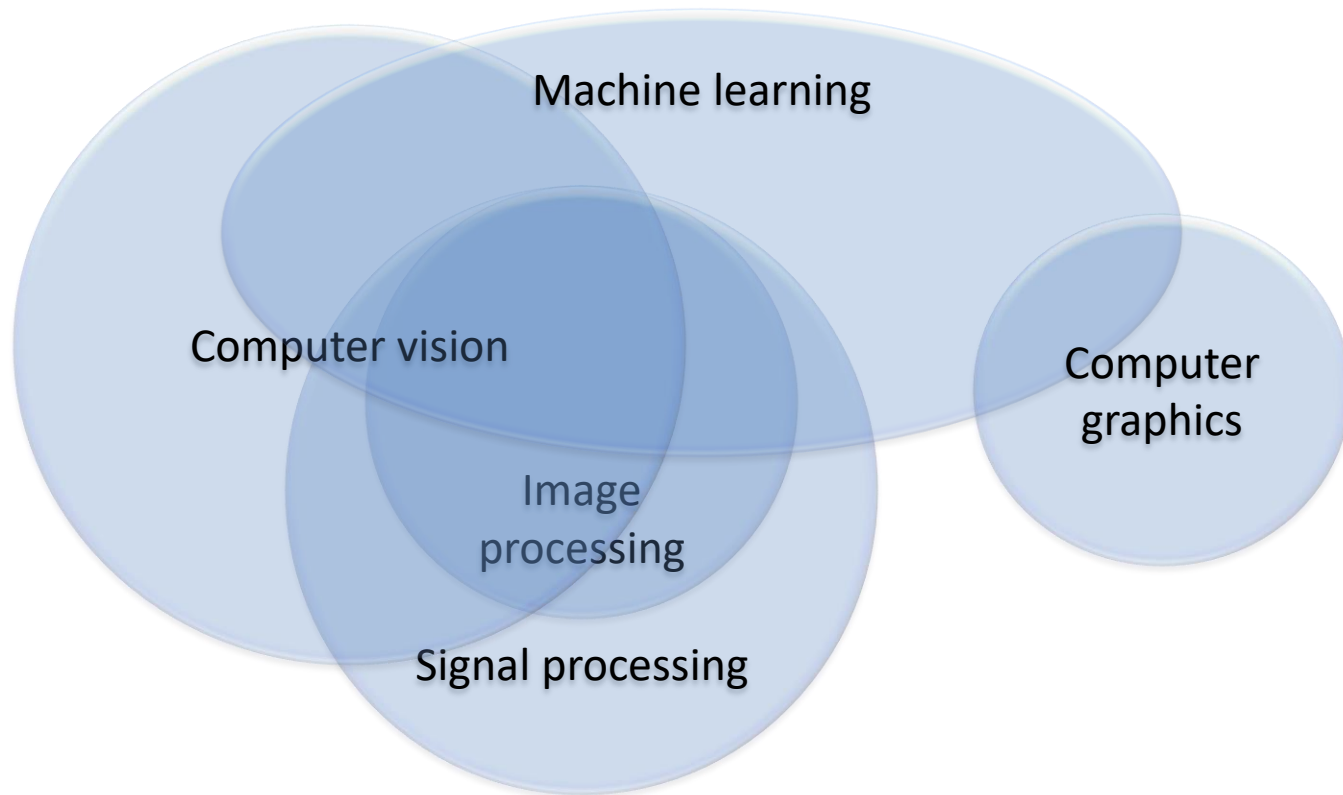 Machine learning
Computer vision
Computer
graphics
Image
processing
Signal processing